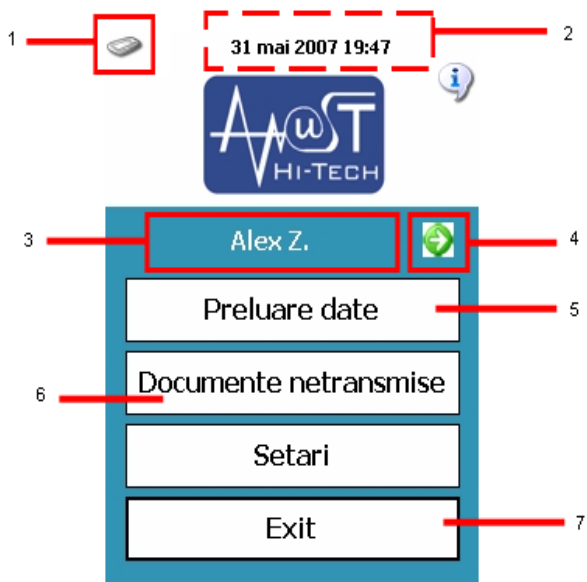 1
31 mai 2007 19:47
2
@
HI-TECH
3
Alex Z.
4
Preluare date
5
Documente netransmise
6
Setari
Exit
7